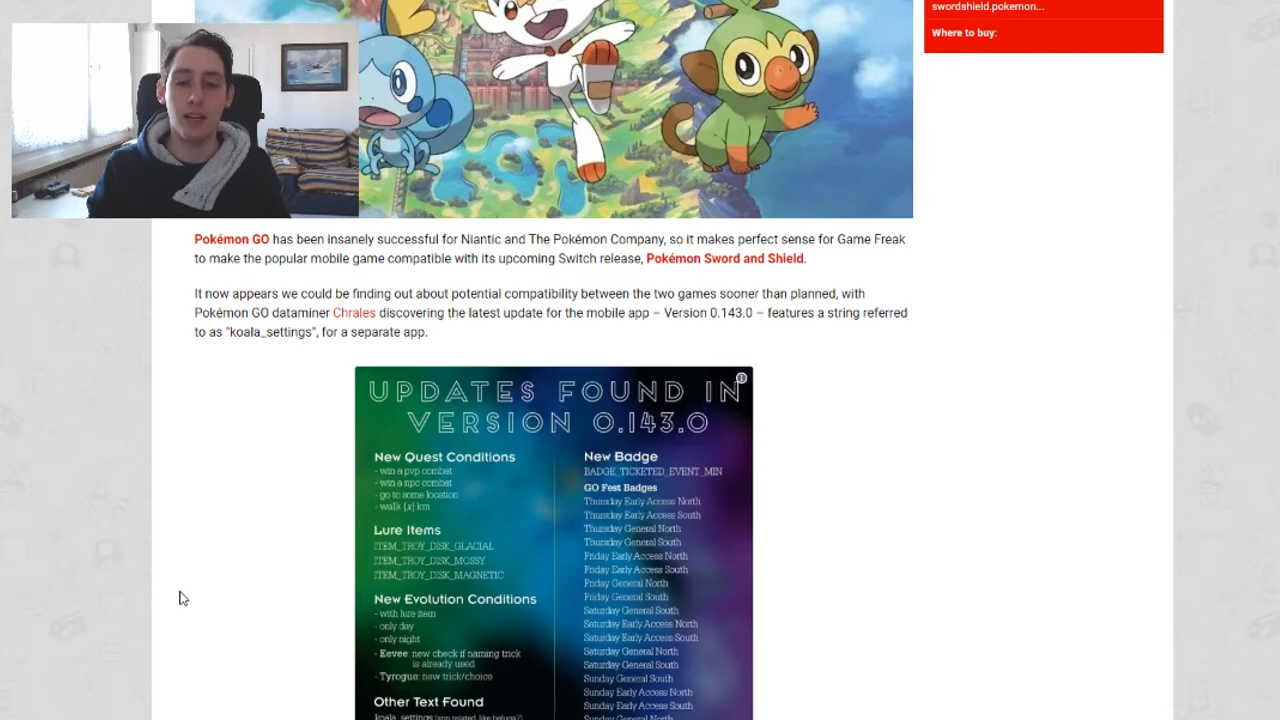 swordshield.pokemon...
Where to buy:
Pokémon GO has been insanely successful for Niantic and The Pokémon Company, so it makes perfect sense for Game Freak
to make the popular mobile game compatible with its upcoming Switch release, Pokémon Sword and Shield.
It now appears we could be finding out about potential compatibility between the two games sooner than planned, with
Pokémon GO dataminer Chrales discovering the latest update for the mobile app – Version 0.143.0 – features a string referred
to as "koala_settings", for a separate app.
UPDATES FOUND IN
VERSION 0.143.0
New Quest Conditions
- win a pvp combat
- win a npc combat
- go to some location
- walk {x} km
Lure Items
ITEM_TROY_DISK_GLACIAL
ITEM_TROY_DISK_MOSSY
ITEM_TROY_DISK_MAGNETIC
New Evolution Conditions
- with lure item
- only day
- only night
- Eevee: new check if naming trick
is already used
- Tyrogue: new trick/choice
Other Text Found
koala_settings (app related, like beluga?)
New Badge
BADGE_TICKETED_EVENT_MIN
GO Fest Badges
Thursday Early Access North
Thursday Early Access South
Thursday General North
Thursday General South
Friday Early Access North
Friday Early Access South
Friday General North
Friday General South
Saturday General South
Saturday Early Access North
Saturday Early Access South
Saturday General North
Saturday General South
Sunday General South
Sunday Early Access North
Sunday Early Access South
Sunday General North